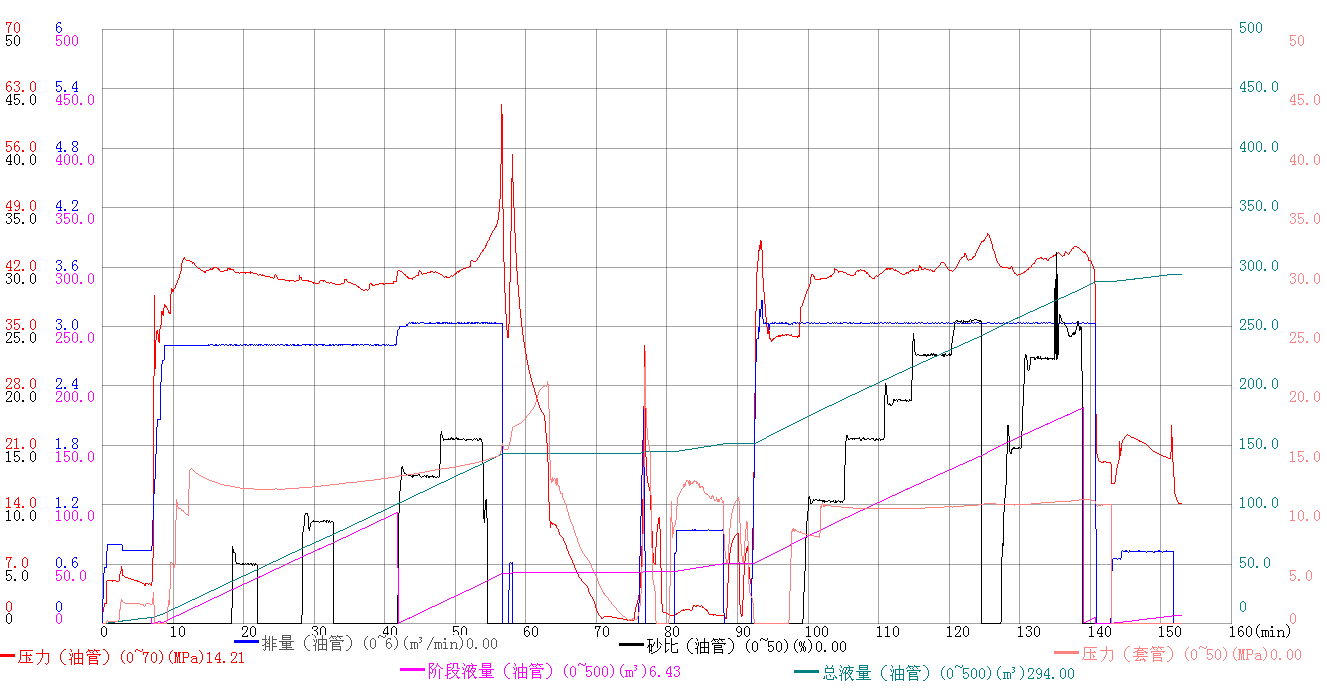 70 6 500
50 500 50
63.0 5.4 450.0
45.0 450.0 45.0
56.0 4.8 400.0
40.0 400.0 40.0
49.0 4.2 350.0
35.0 350.0 35.0
42.0 3.6 300.0
30.0 300.0 30.0
35.0 3.0 250.0
25.0 250.0 25.0
28.0 2.4 200.0
20.0 200.0 20.0
21.0 1.8 150.0
15.0 150.0 15.0
14.0 1.2 100.0
10.0 100.0 10.0
7.0 0.6 50.0
5.0 50.0 5.0
0 0 0
0 0 0
0 10 20 30 40 50 60 70 80 90 100 110 120 130 140 150 160(min)
排量(油管)(0~6)(m³/min)0.00
砂比(油管)(0~50)(%)0.00
压力(套管)(0~50)(MPa)0.00
压力(油管)(0~70)(MPa)14.21
阶段液量(油管)(0~500)(m³)6.43
总液量(油管)(0~500)(m³)294.00